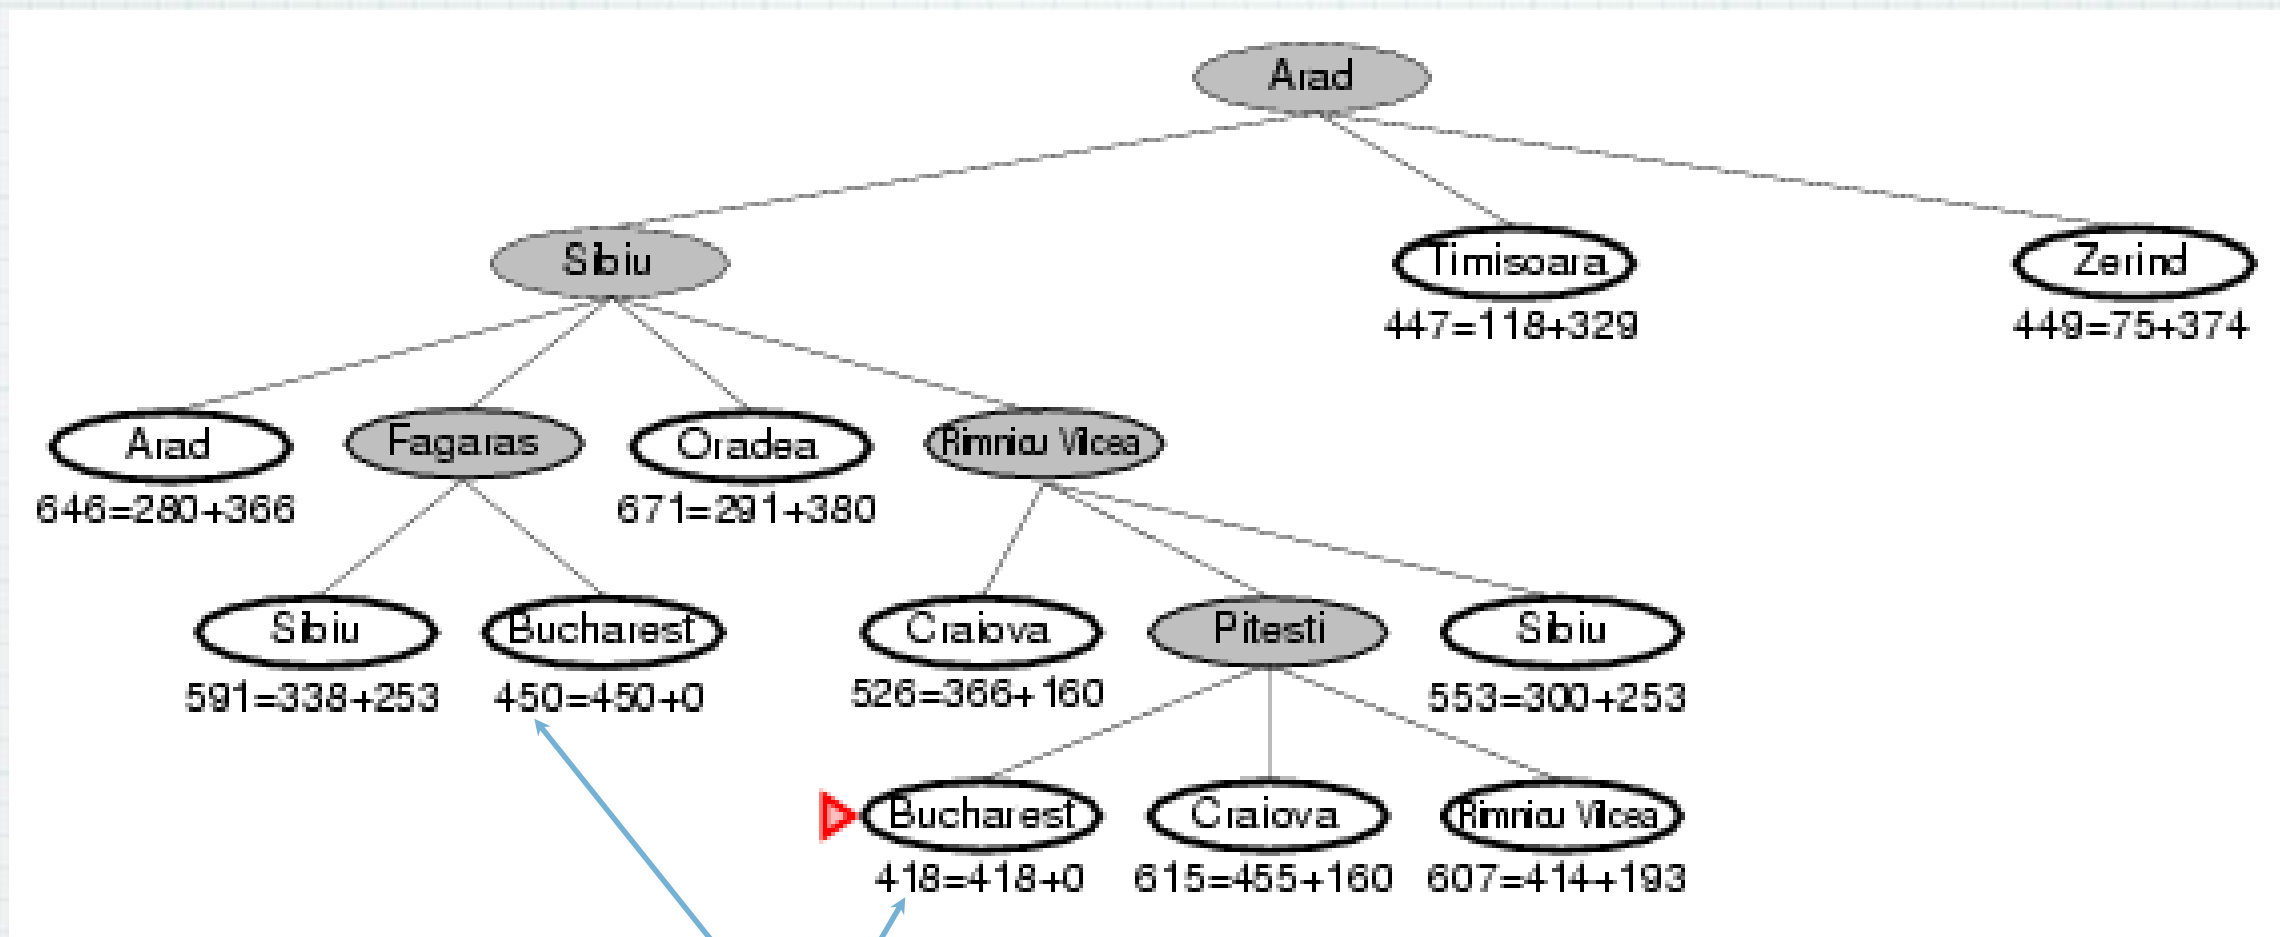 Arad
Sibiu
Timisoara
Zerind
447=118+329
449=75+374
Arad
Fagaras
Oradea
Rimnicu Vilcea
646=280+366
671=291+380
Sibiu
Bucharest
Craiova
Pitesti
Sibiu
591=338+253
450=450+0
526=366+160
553=300+253
Bucharest
Craiova
Rimnicu Vilcea
418=418+0
615=455+160
607=414+193